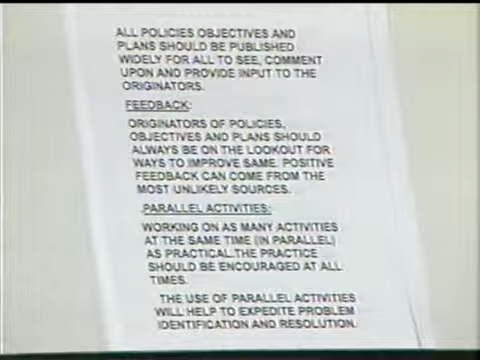 ALL POLICIES OBJECTIVES AND
PLANS SHOULD BE PUBLISHED
WIDELY FOR ALL TO SEE, COMMENT
UPON AND PROVIDE INPUT TO THE
ORIGINATORS.
FEEDBACK:
ORIGINATORS OF POLICIES,
OBJECTIVES AND PLANS SHOULD
ALWAYS BE ON THE LOOKOUT FOR
WAYS TO IMPROVE SAME. POSITIVE
FEEDBACK CAN COME FROM THE
MOST UNLIKELY SOURCES.
PARALLEL ACTIVITIES:
WORKING ON AS MANY ACTIVITIES
AT THE SAME TIME (IN PARALLEL)
AS PRACTICAL.THE PRACTICE
SHOULD BE ENCOURAGED AT ALL
TIMES.
THE USE OF PARALLEL ACTIVITIES
WILL HELP TO EXPEDITE PROBLEM
IDENTIFICATION AND RESOLUTION.